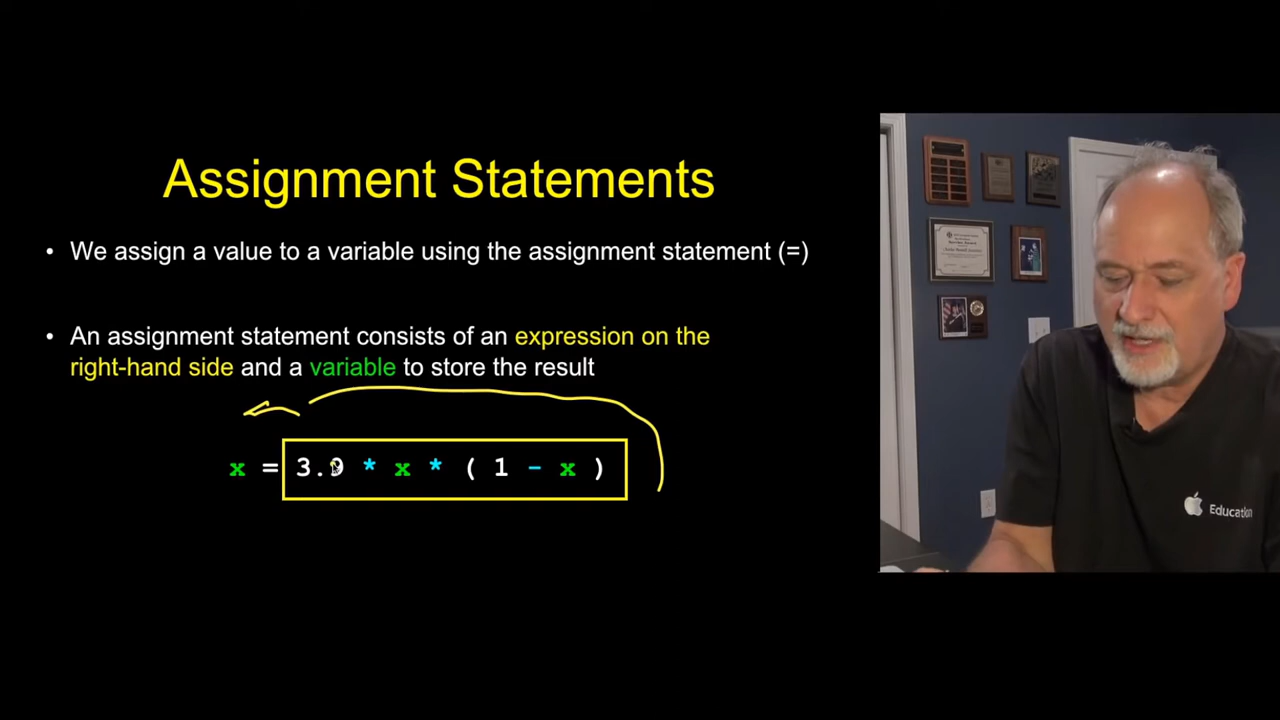 Assignment Statements
• We assign a value to a variable using the assignment statement (=)
• An assignment statement consists of an expression on the
right-hand side and a variable to store the result
x = 3.9 * x * ( 1 - x )
Education